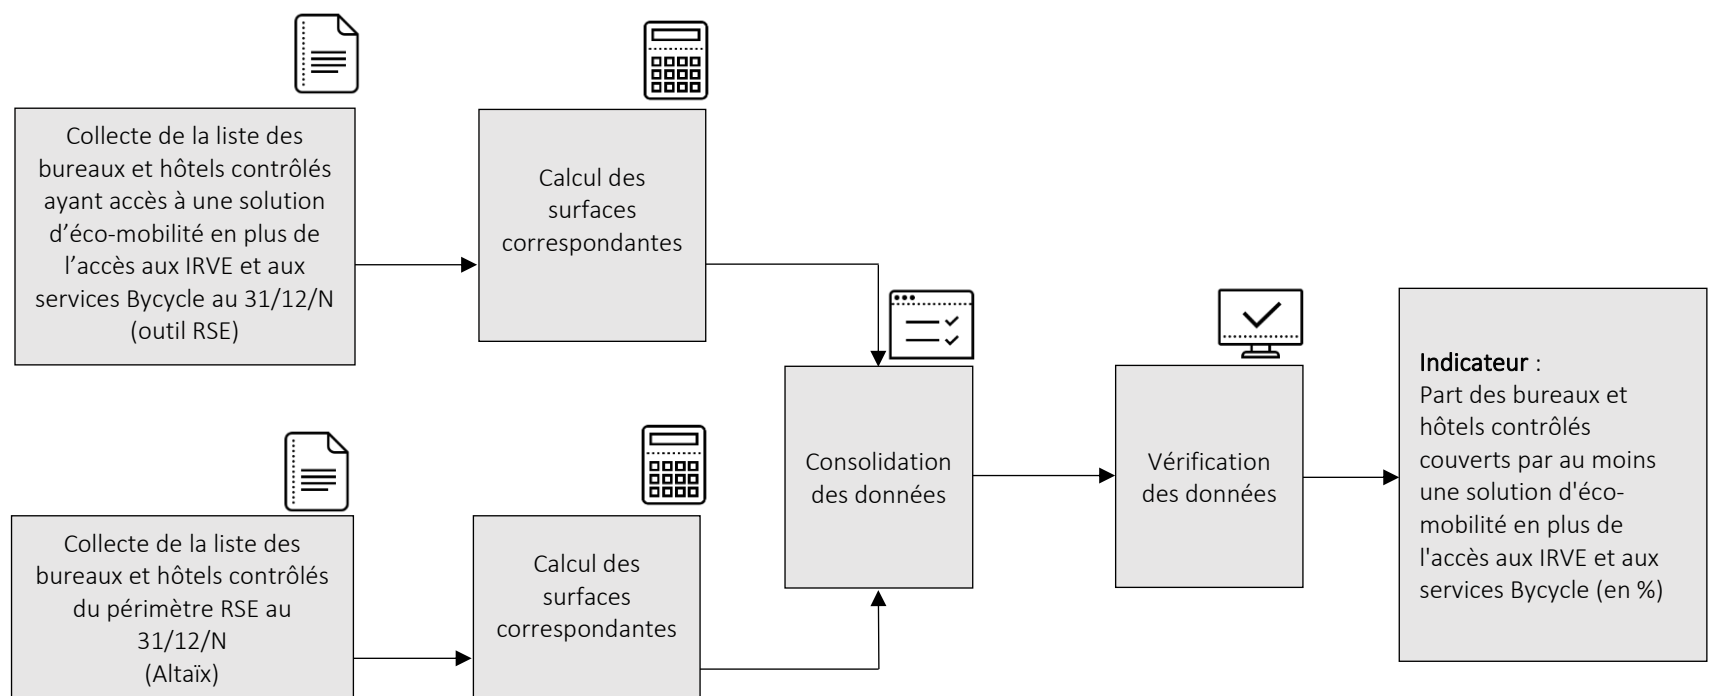 Collecte de la liste des
bureaux et hôtels contrôlés
ayant accès à une solution
d’éco-mobilité en plus de
l’accès aux IRVE et aux
services Bycycle au 31/12/N
(outil RSE)
Calcul des
surfaces
correspondantes
Collecte de la liste des
bureaux et hôtels contrôlés
du périmètre RSE au
31/12/N
(Altaïx)
Calcul des
surfaces
correspondantes
Consolidation
des données
Vérification
des données
Indicateur :
Part des bureaux et
hôtels contrôlés
couverts par au moins
une solution d'éco-
mobilité en plus de
l'accès aux IRVE et aux
services Bycycle (en %)